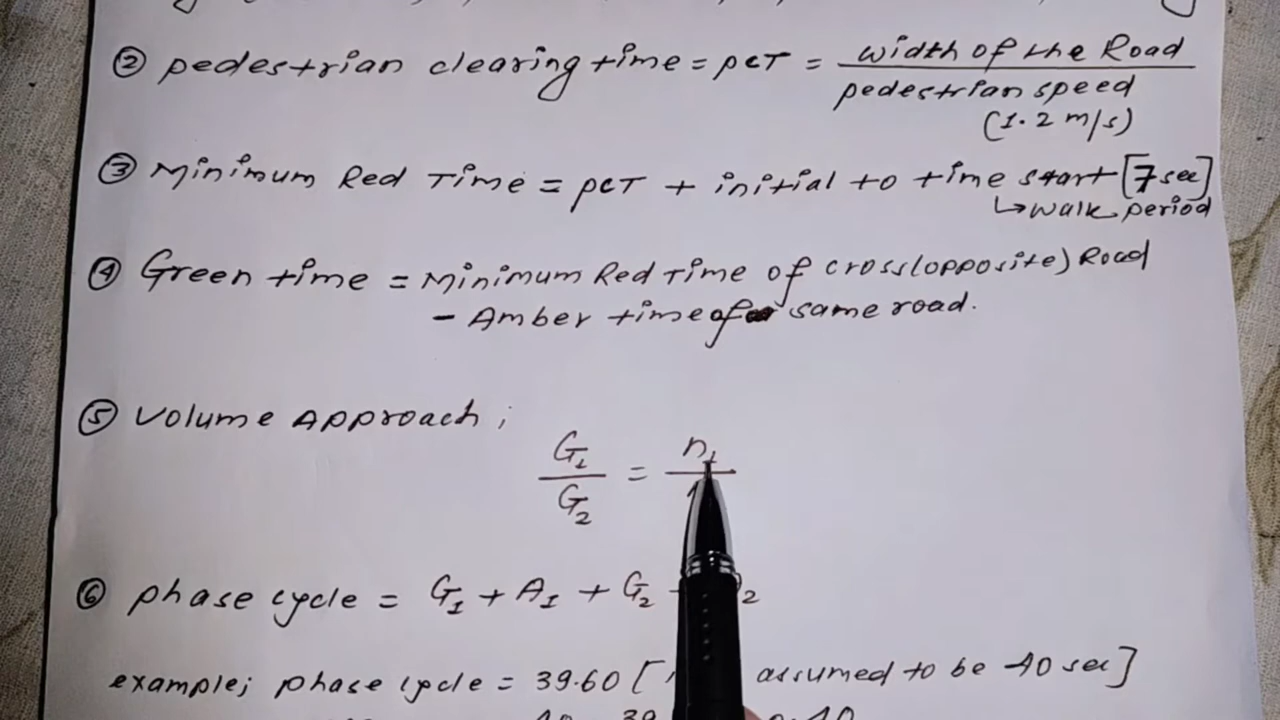 ② pedestrian clearing time = pct = width of the Road
pedestrian speed
(1.2 m/s)
③ Minimum Red Time = pct + initial to time start [7sec]
↳ walk period
④ Green time = Minimum Red Time of cross(opposite) Road
- Amber time of same road.
⑤ Volume Approach;
G₁ / G₂ = n₁
⑥ phase cycle = G₁ + A₁ + G₂ 2
example; phase cycle = 39.60 [ assumed to be 40 sec]